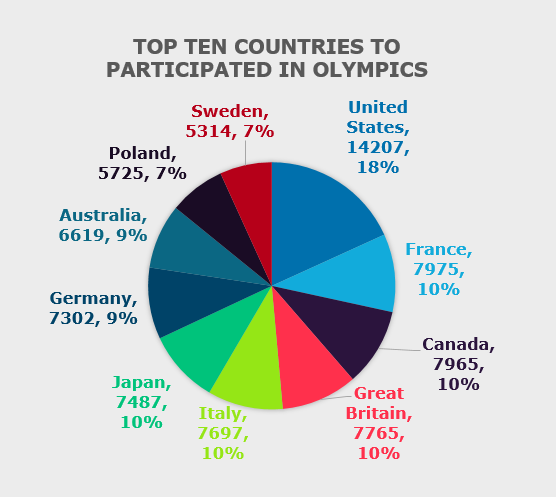 TOP TEN COUNTRIES TO
PARTICIPATED IN OLYMPICS
United
States,
14207,
18%
France,
7975,
10%
Canada,
7965,
10%
Great
Britain,
7765,
10%
Italy,
7697,
10%
Japan,
7487,
10%
Germany,
7302, 9%
Australia,
6619, 9%
Poland,
5725, 7%
Sweden,
5314, 7%